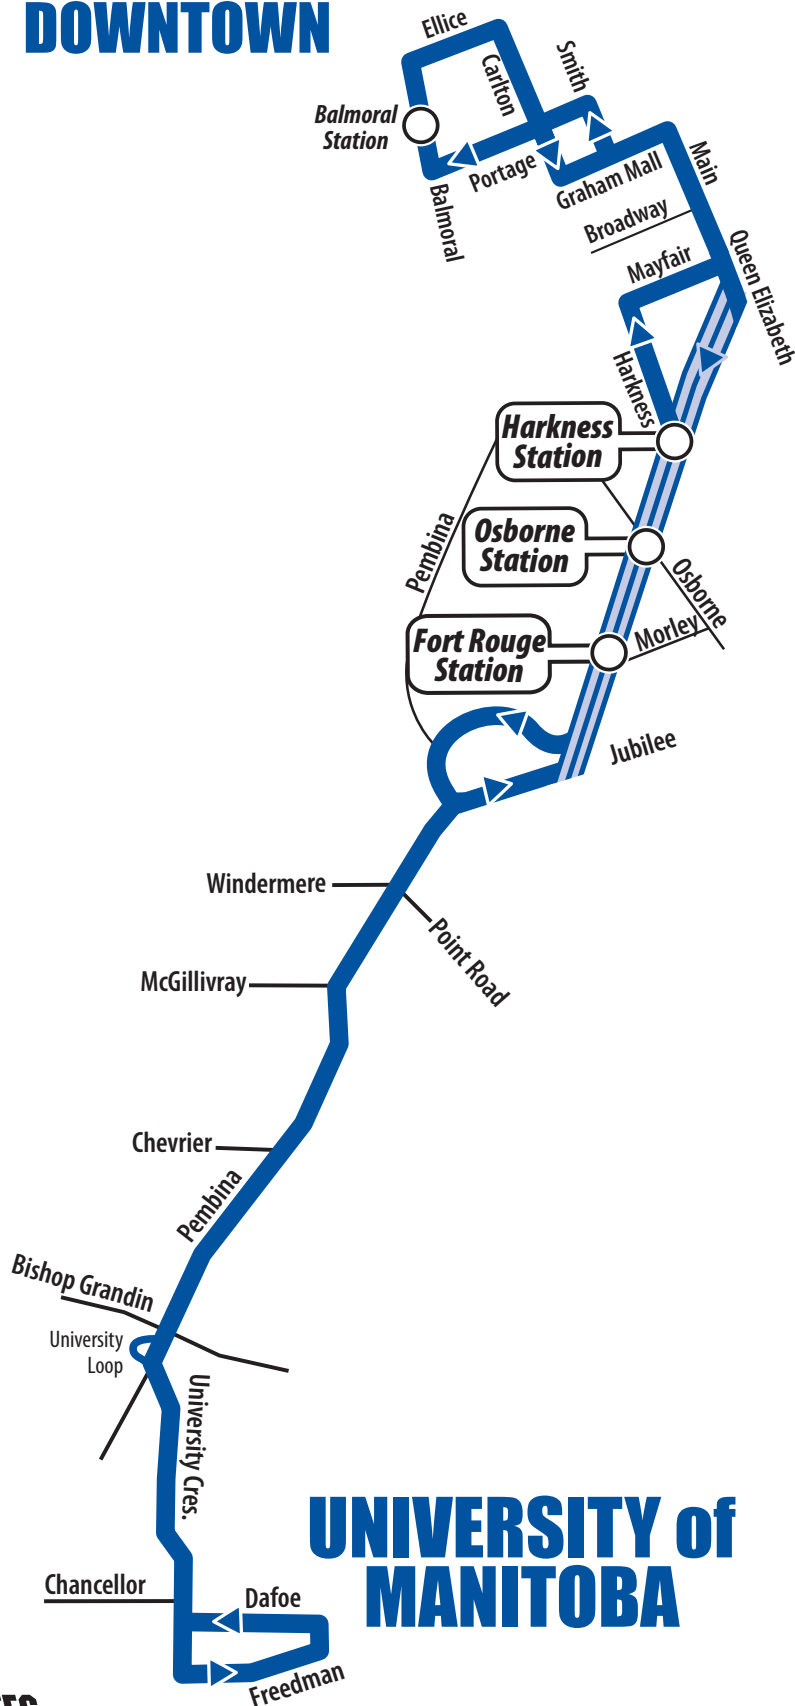 DOWNTOWN
Ellice
Carlton
Smith
Balmoral
Station
Portage
Graham Mall
Main
Balmoral
Broadway
Mayfair
Queen Elizabeth
Harkness
Harkness
Station
Pembina
Osborne
Station
Osborne
Fort Rouge
Station
Morley
Jubilee
Windermere
Point Road
McGillivray
Chevrier
Pembina
Bishop Grandin
University
Loop
University Cres.
UNIVERSITY of
MANITOBA
Chancellor
Dafoe
Freedman